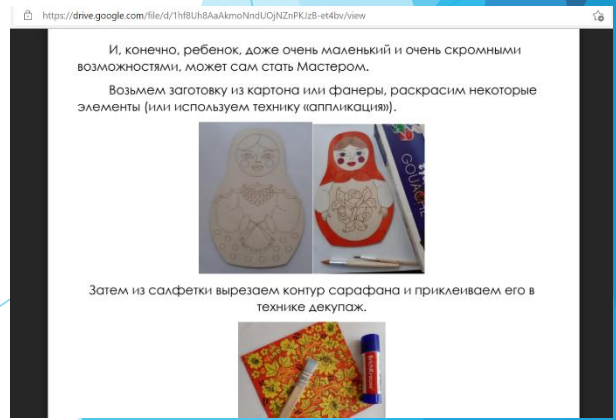 https://drive.google.com/file/d/1hf8Uh8AaAkmoNndUOjNZnPKJzB-et4bv/view
И, конечно, ребенок, доже очень маленький и очень скромными
возможностями, может сам стать Мастером.
Возьмем заготовку из картона или фанеры, раскрасим некоторые
элементы (или используем технику «аппликация»).
GOUACHE
Затем из салфетки вырезаем контур сарафана и приклеиваем его в
технике декупаж.
ErichKrause